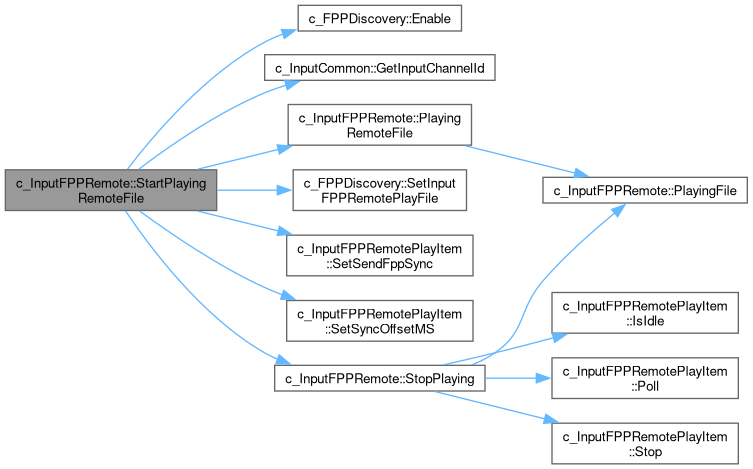 c_FPPDiscovery::Enable
c_InputCommon::GetInputChannelId
c_InputFPPRemote::Playing
RemoteFile
c_InputFPPRemote::StartPlaying
RemoteFile
c_FPPDiscovery::SetInput
FPPRemotePlayFile
c_InputFPPRemote::PlayingFile
c_InputFPPRemotePlayItem
::SetSendFppSync
c_InputFPPRemotePlayItem
::SetSyncOffsetMS
c_InputFPPRemote::StopPlaying
c_InputFPPRemotePlayItem
::IsIdle
c_InputFPPRemotePlayItem
::Poll
c_InputFPPRemotePlayItem
::Stop